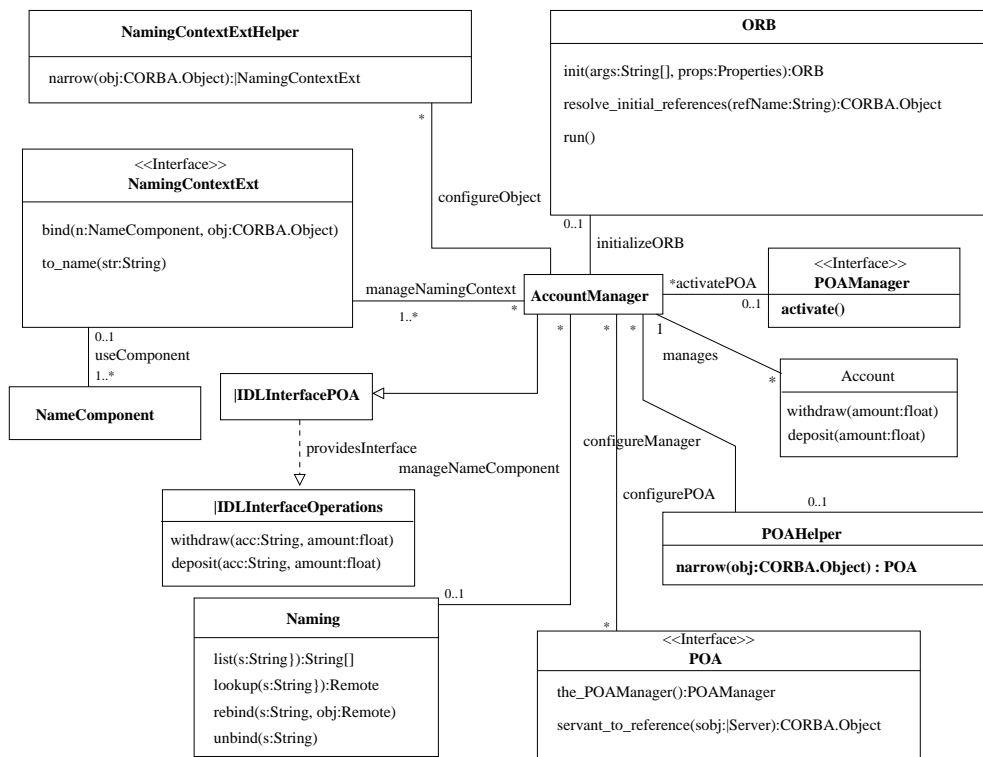 NamingContextExtHelper
narrow(obj:CORBA.Object):|NamingContextExt
*
ORB
init(args:String[], props:Properties):ORB
resolve_initial_references(refName:String):CORBA.Object
run()
0..1
initializeORB
configureObject
<<Interface>>
NamingContextExt
bind(n:NameComponent, obj:CORBA.Object)
to_name(str:String)
manageNamingContext
1..*
*
AccountManager
*activatePOA
0..1
<<Interface>>
POAManager
activate()
0..1
useComponent
1..*
NameComponent
*
*
*
1
manages
*
Account
withdraw(amount:float)
deposit(amount:float)
|IDLInterfacePOA
providesInterface
manageNameComponent
configureManager
configurePOA
|IDLInterfaceOperations
withdraw(acc:String, amount:float)
deposit(acc:String, amount:float)
0..1
POAHelper
narrow(obj:CORBA.Object) : POA
0..1
Naming
list(s:String}):String[]
lookup(s:String}):Remote
rebind(s:String, obj:Remote)
unbind(s:String)
*
<<Interface>>
POA
the_POAManager():POAManager
servant_to_reference(sobj:|Server):CORBA.Object